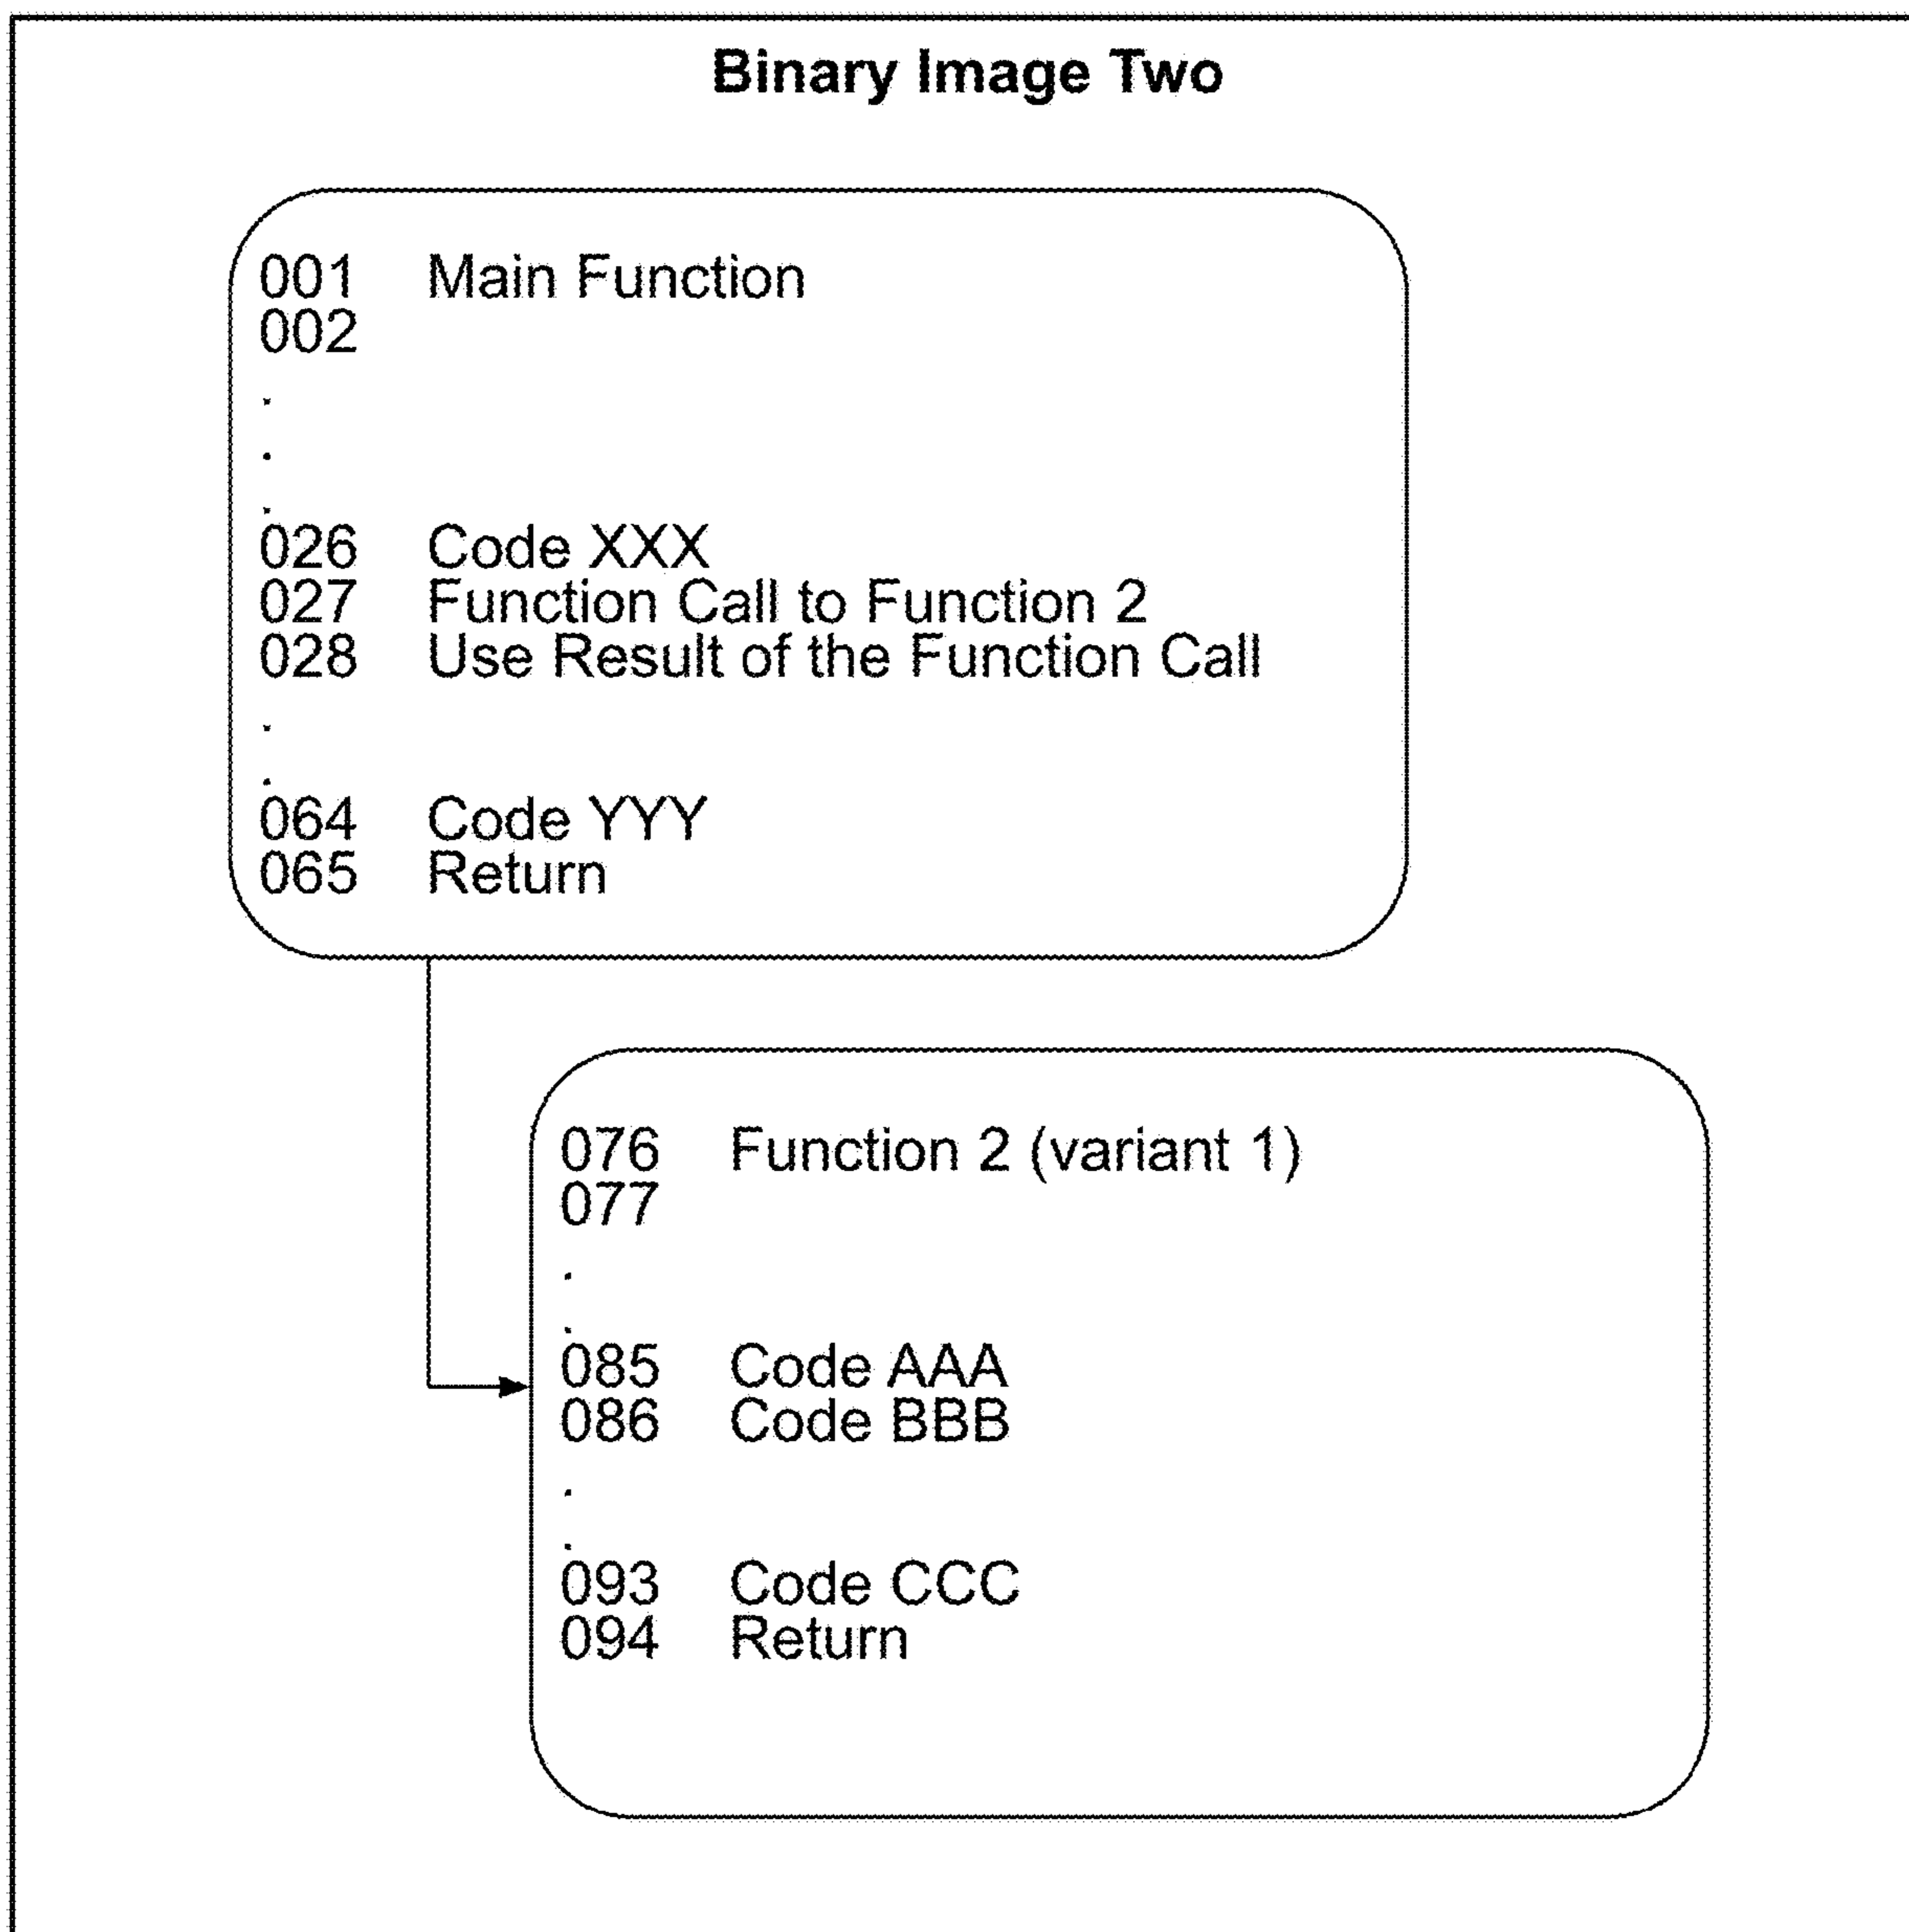 Binary Image Two
001 Main Function
002
.
.
.
026 Code XXX
027 Function Call to Function 2
028 Use Result of the Function Call
.
.
064 Code YYY
065 Return
076 Function 2 (variant 1)
077
.
.
085 Code AAA
086 Code BBB
.
.
093 Code CCC
094 Return